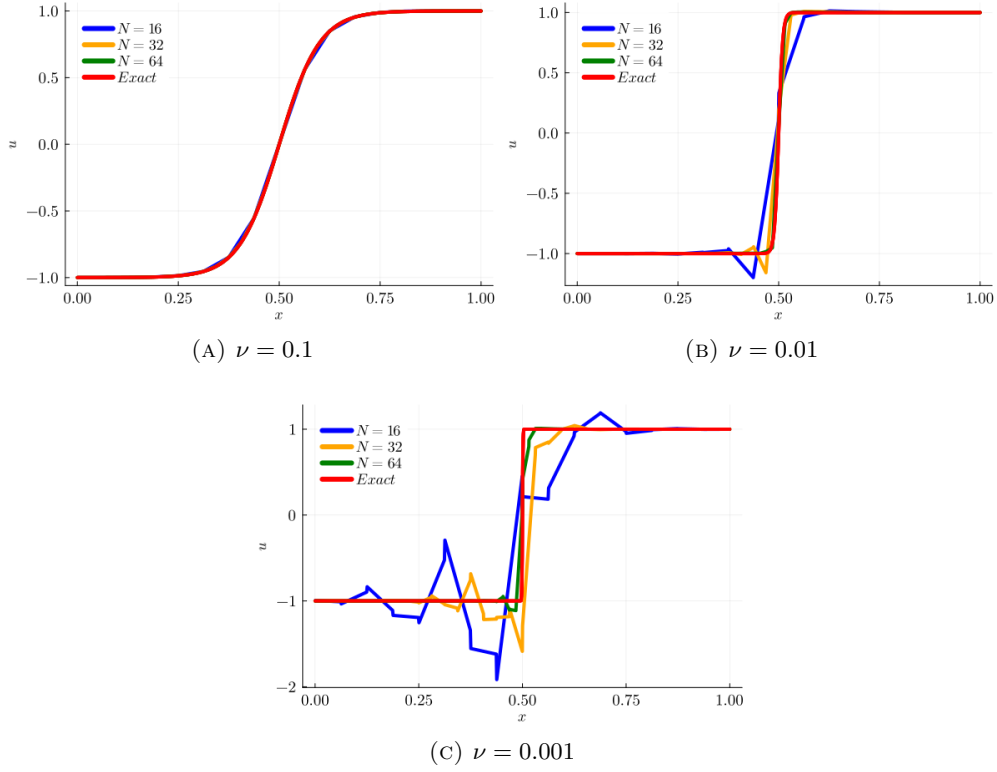 1.0
0.5
0.0
−0.5
−1.0
u
N = 16
N = 32
N = 64
Exact
0.00
0.25
0.50
0.75
1.00
x
(A) ν = 0.1
1.0
0.5
0.0
−0.5
−1.0
u
N = 16
N = 32
N = 64
Exact
0.00
0.25
0.50
0.75
1.00
x
(B) ν = 0.01
1
0
−1
−2
u
N = 16
N = 32
N = 64
Exact
0.00
0.25
0.50
0.75
1.00
x
(C) ν = 0.001